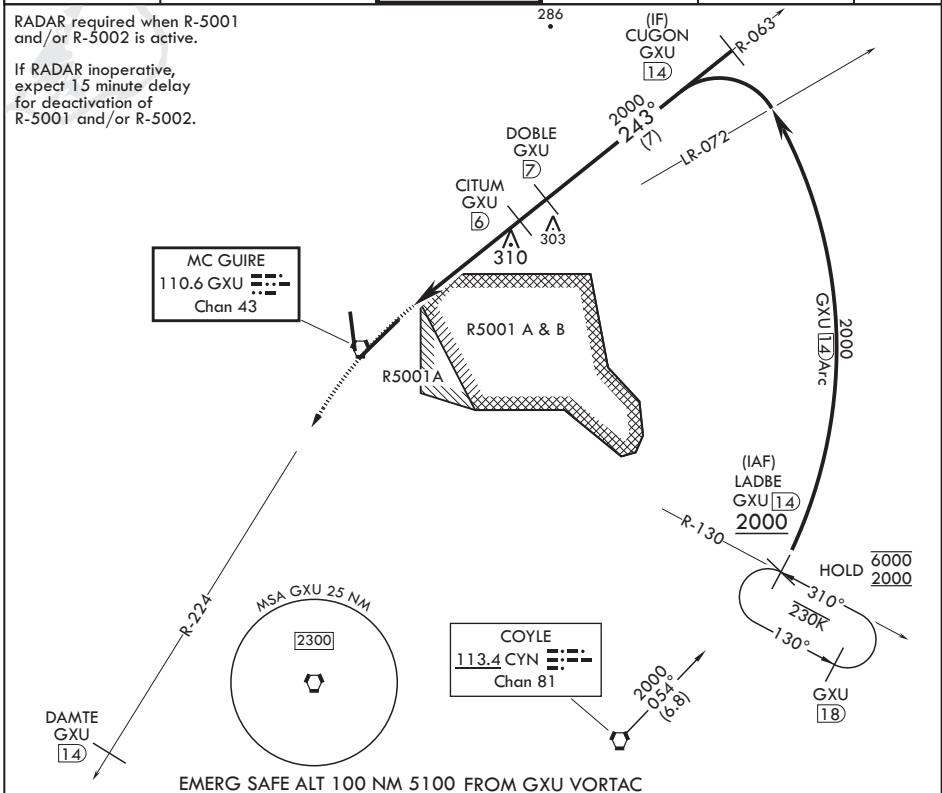 RADAR required when R-5001
and/or R-5002 is active.
If RADAR inoperative,
expect 15 minute delay
for deactivation of
R-5001 and/or R-5002.
286
(IF)
CUGON
GXU
14
R-063
2000
243°
(7)
LR-072
DOBLE
GXU
7
CITUM
GXU
6
310
303
MC GUIRE
110.6 GXU
Chan 43
R5001 A & B
R5001A
GXU 14 Arc
2000
(IAF)
LADBE
GXU 14
2000
R-130
HOLD 6000
2000
310°
230K
130°
GXU
18
R-224
MSA GXU 25 NM
2300
COYLE
113.4 CYN
Chan 81
2000
054°
(6.8)
DAMTE
GXU
14
EMERG SAFE ALT 100 NM 5100 FROM GXU VORTAC